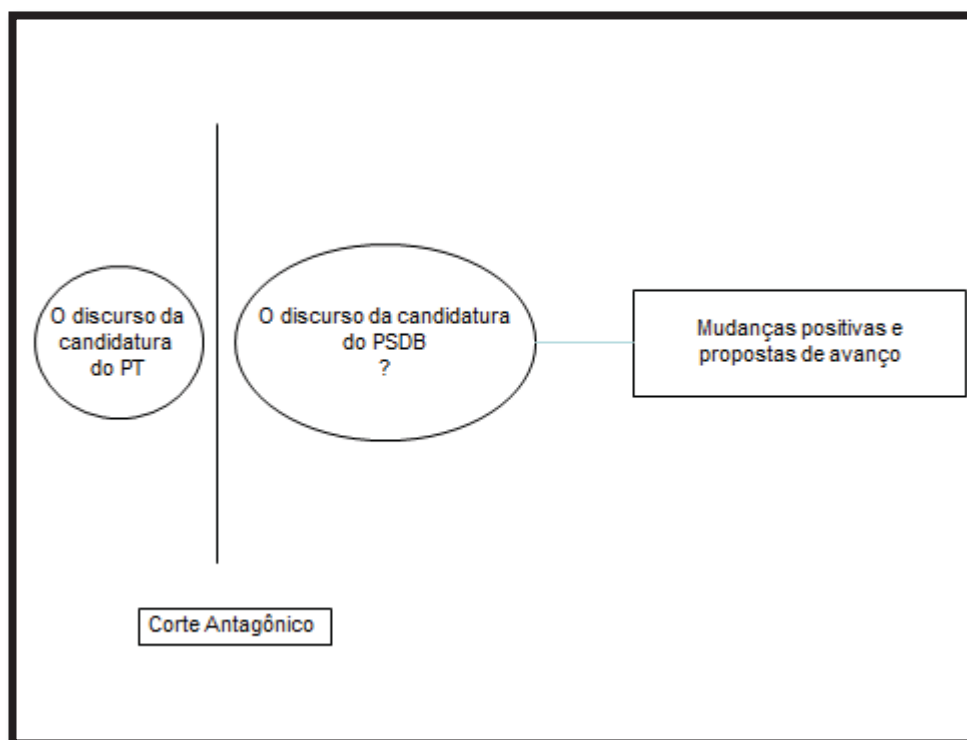 O discurso da
candidatura
do PT
O discurso da candidatura
do PSDB
?
Mudanças positivas e
propostas de avanço
Corte Antagônico